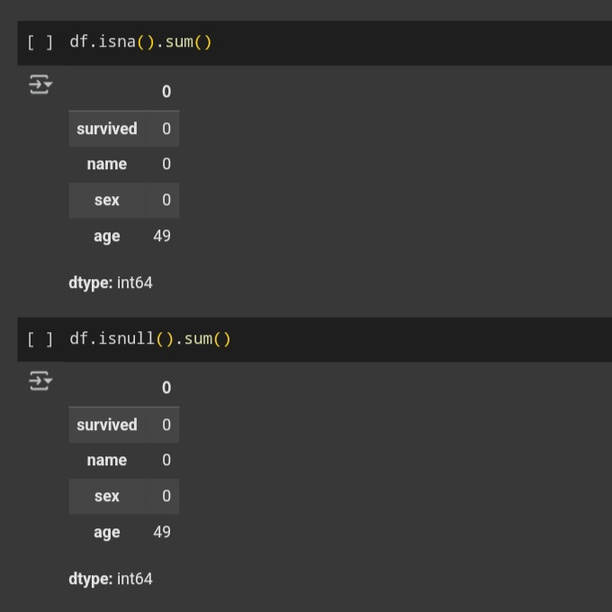 [ ] df.isna().sum()
0
survived 0
name 0
sex 0
age 49
dtype: int64
[ ] df.isnull().sum()
0
survived 0
name 0
sex 0
age 49
dtype: int64